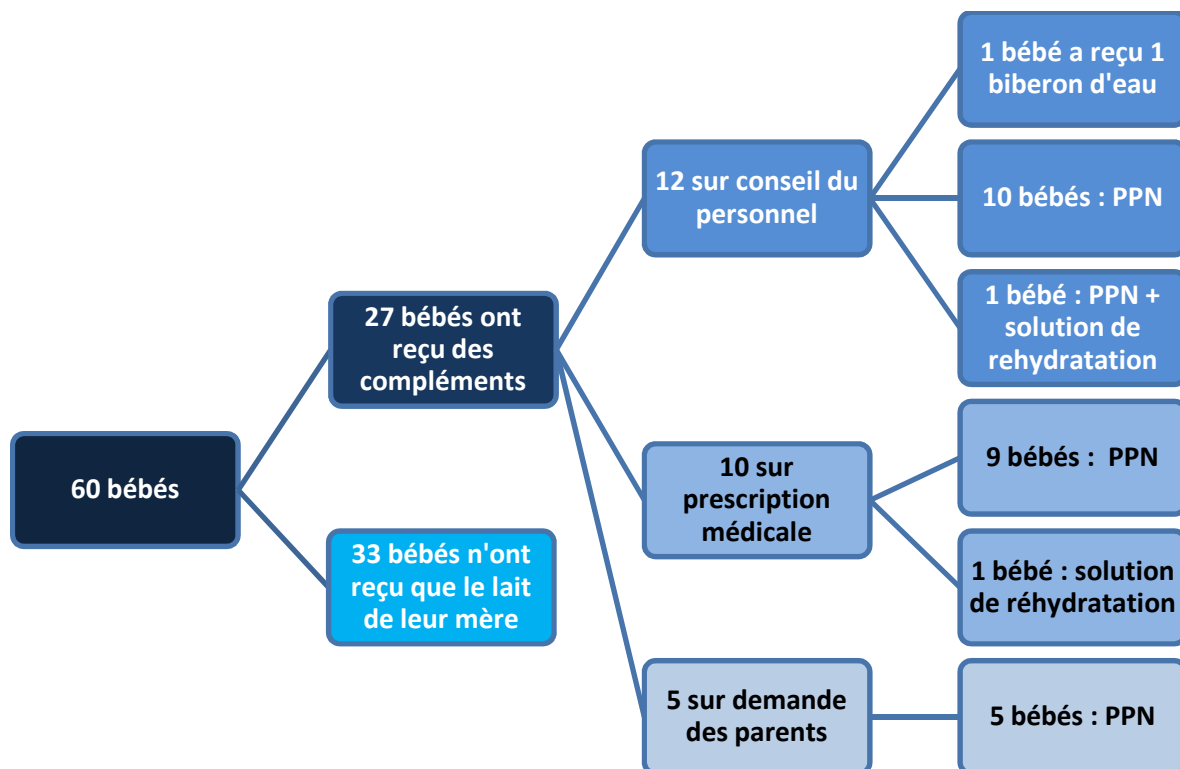 60 bébés
27 bébés ont
reçu des
compléments
12 sur conseil du
personnel
1 bébé a reçu 1
biberon d'eau
10 bébés : PPN
1 bébé : PPN +
solution de
rehydratation
10 sur
prescription
médicale
9 bébés :  PPN
1 bébé : solution
de réhydratation
5 sur demande
des parents
5 bébés : PPN
33 bébés n'ont
reçu que le lait
de leur mère